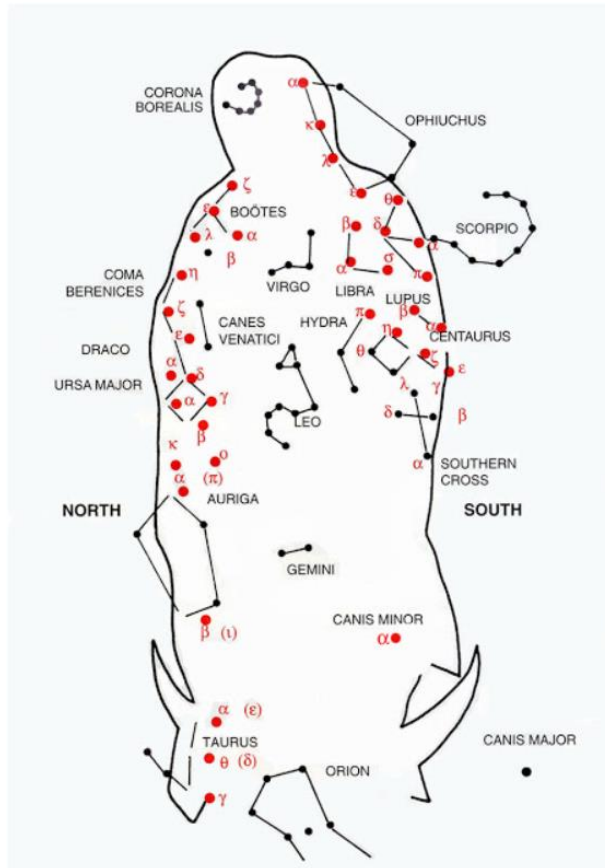 α
CORONA
BOREALIS
κ
OPHIUCHUS
λ
ζ
ε
θ
ε
BOÖTES
β
δ
SCORPIO
λ
α
α
β
η
α
σ
π
COMA
BERENICES
VIRGO
LIBRA
LUPUS
ζ
CANES
VENATICI
HYDRA
π
β
α
η
CENTAURUS
ε
DRACO
θ
ζ
α
δ
ε
URSA MAJOR
λ
γ
α
γ
LEO
δ
β
β
κ
ο
α
SOUTHERN
CROSS
α
(π)
AURIGA
NORTH
SOUTH
GEMINI
CANIS MINOR
β (ι)
α
α (ε)
TAURUS
CANIS MAJOR
θ (δ)
ORION
γ